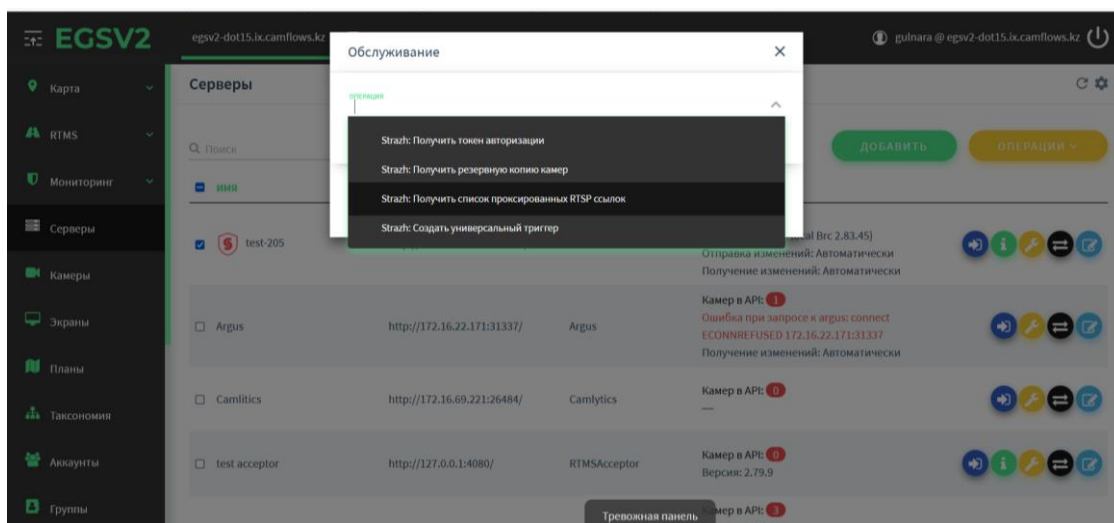 EGSV2
egsv2-dot15.ix.camflows.kz
gulnara @ egsv2-dot15.ix.camflows.kz
Обслуживание
ОПЕРАЦИЯ
Strazh: Получить токен авторизации
Strazh: Получить резервную копию камер
Strazh: Получить список проксированных RTSP ссылок
Strazh: Создать универсальный триггер
Карта
RTMS
Мониторинг
Серверы
Камеры
Экраны
Планы
Таксономия
Аккаунты
Группы
Серверы
Поиск
ДОБАВИТЬ
ОПЕРАЦИИ
ИМЯ
test-205
Brc 2.83.45)
Отправка изменений: Автоматически
Получение изменений: Автоматически
Argus
http://172.16.22.171:31337/
Argus
Камер в API: 1
Ошибка при запросе к argus: connect
ECONNREFUSED 172.16.22.171:31337
Получение изменений: Автоматически
Camlitics
http://172.16.69.221:26484/
Camlytics
Камер в API: 0
—
test acceptor
http://127.0.0.1:4080/
RTMSAcceptor
Камер в API: 0
Версия: 2.79.9
Тревожная панель
в API: 3